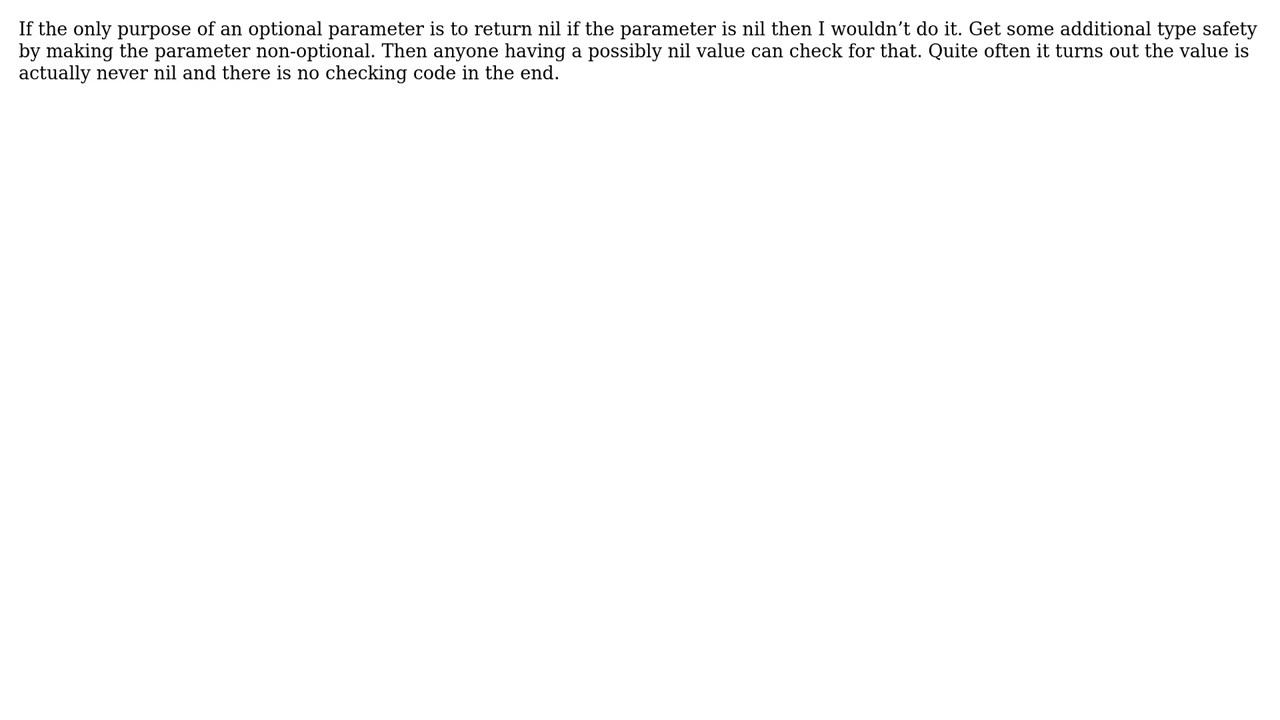 If the only purpose of an optional parameter is to return nil if the parameter is nil then I wouldn’t do it. Get some additional type safety
by making the parameter non-optional. Then anyone having a possibly nil value can check for that. Quite often it turns out the value is
actually never nil and there is no checking code in the end.